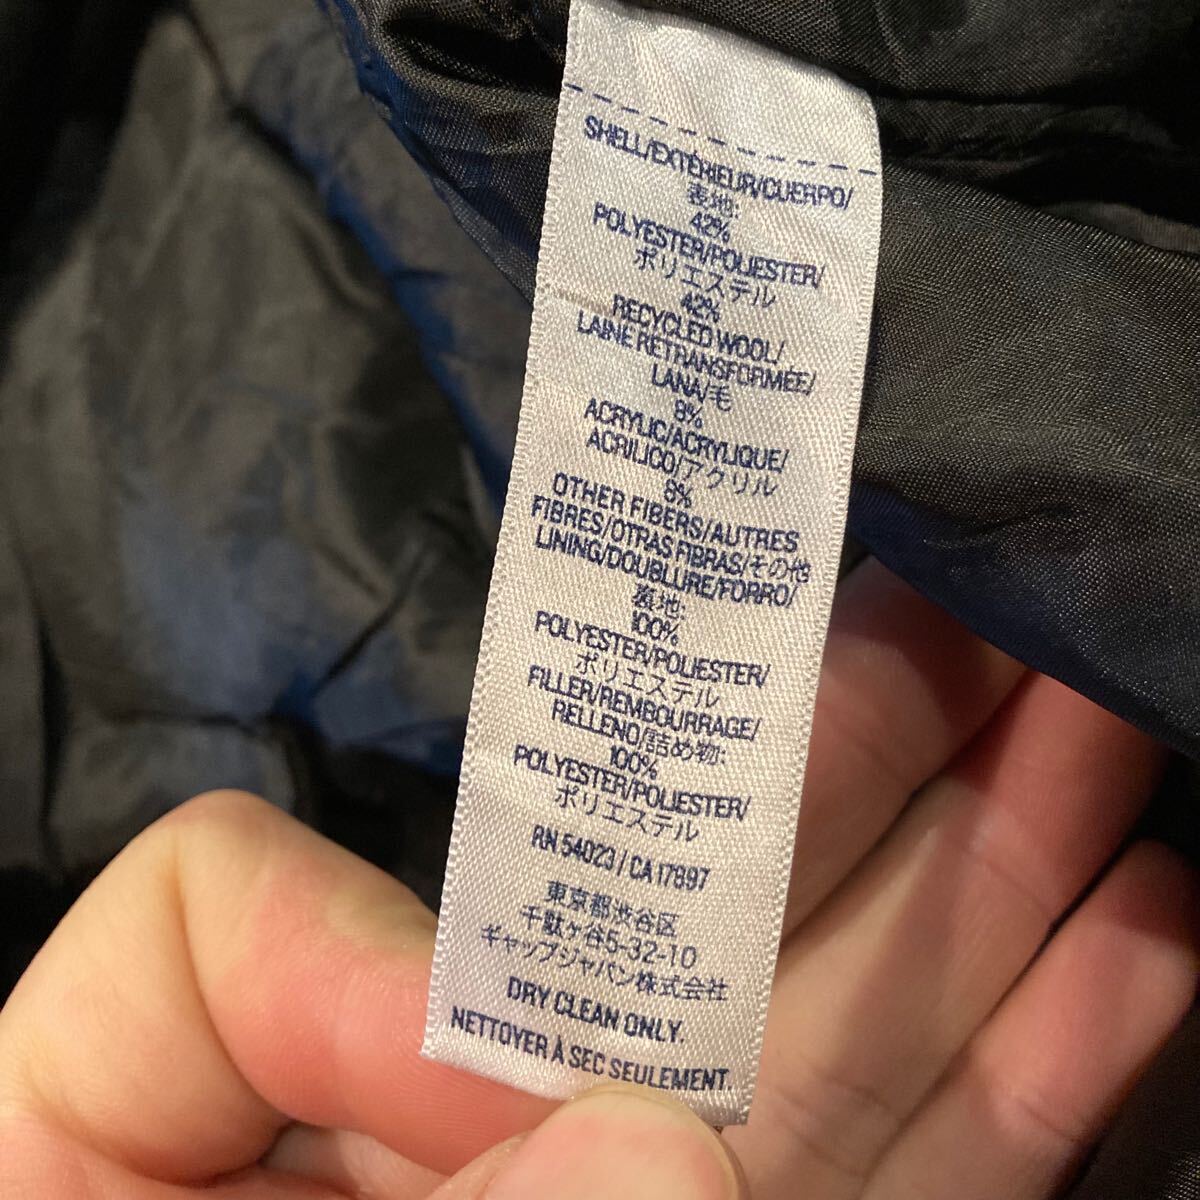 SHELL/EXTÉRIEUR/CUERPO/
表地:
42%
POLYESTER/POLIESTER/
ポリエステル
42%
RECYCLED WOOL/
LAINE RETRANSFORMÉE/
LANA/毛
8%
ACRYLIC/ACRYLIQUE/
ACRILICO/アクリル
8%
OTHER FIBERS/AUTRES
FIBRES/OTRAS FIBRAS/その他
LINING/DOUBLURE/FORRO/
裏地:
100%
POLYESTER/POLIESTER/
ポリエステル
FILLER/REMBOURRAGE/
RELLENO/詰め物:
100%
POLYESTER/POLIESTER/
ポリエステル
RN 54023 / CA 17897
東京都渋谷区
千駄ヶ谷5-32-10
ギャップジャパン株式会社
DRY CLEAN ONLY.
NETTOYER À SEC SEULEMENT.